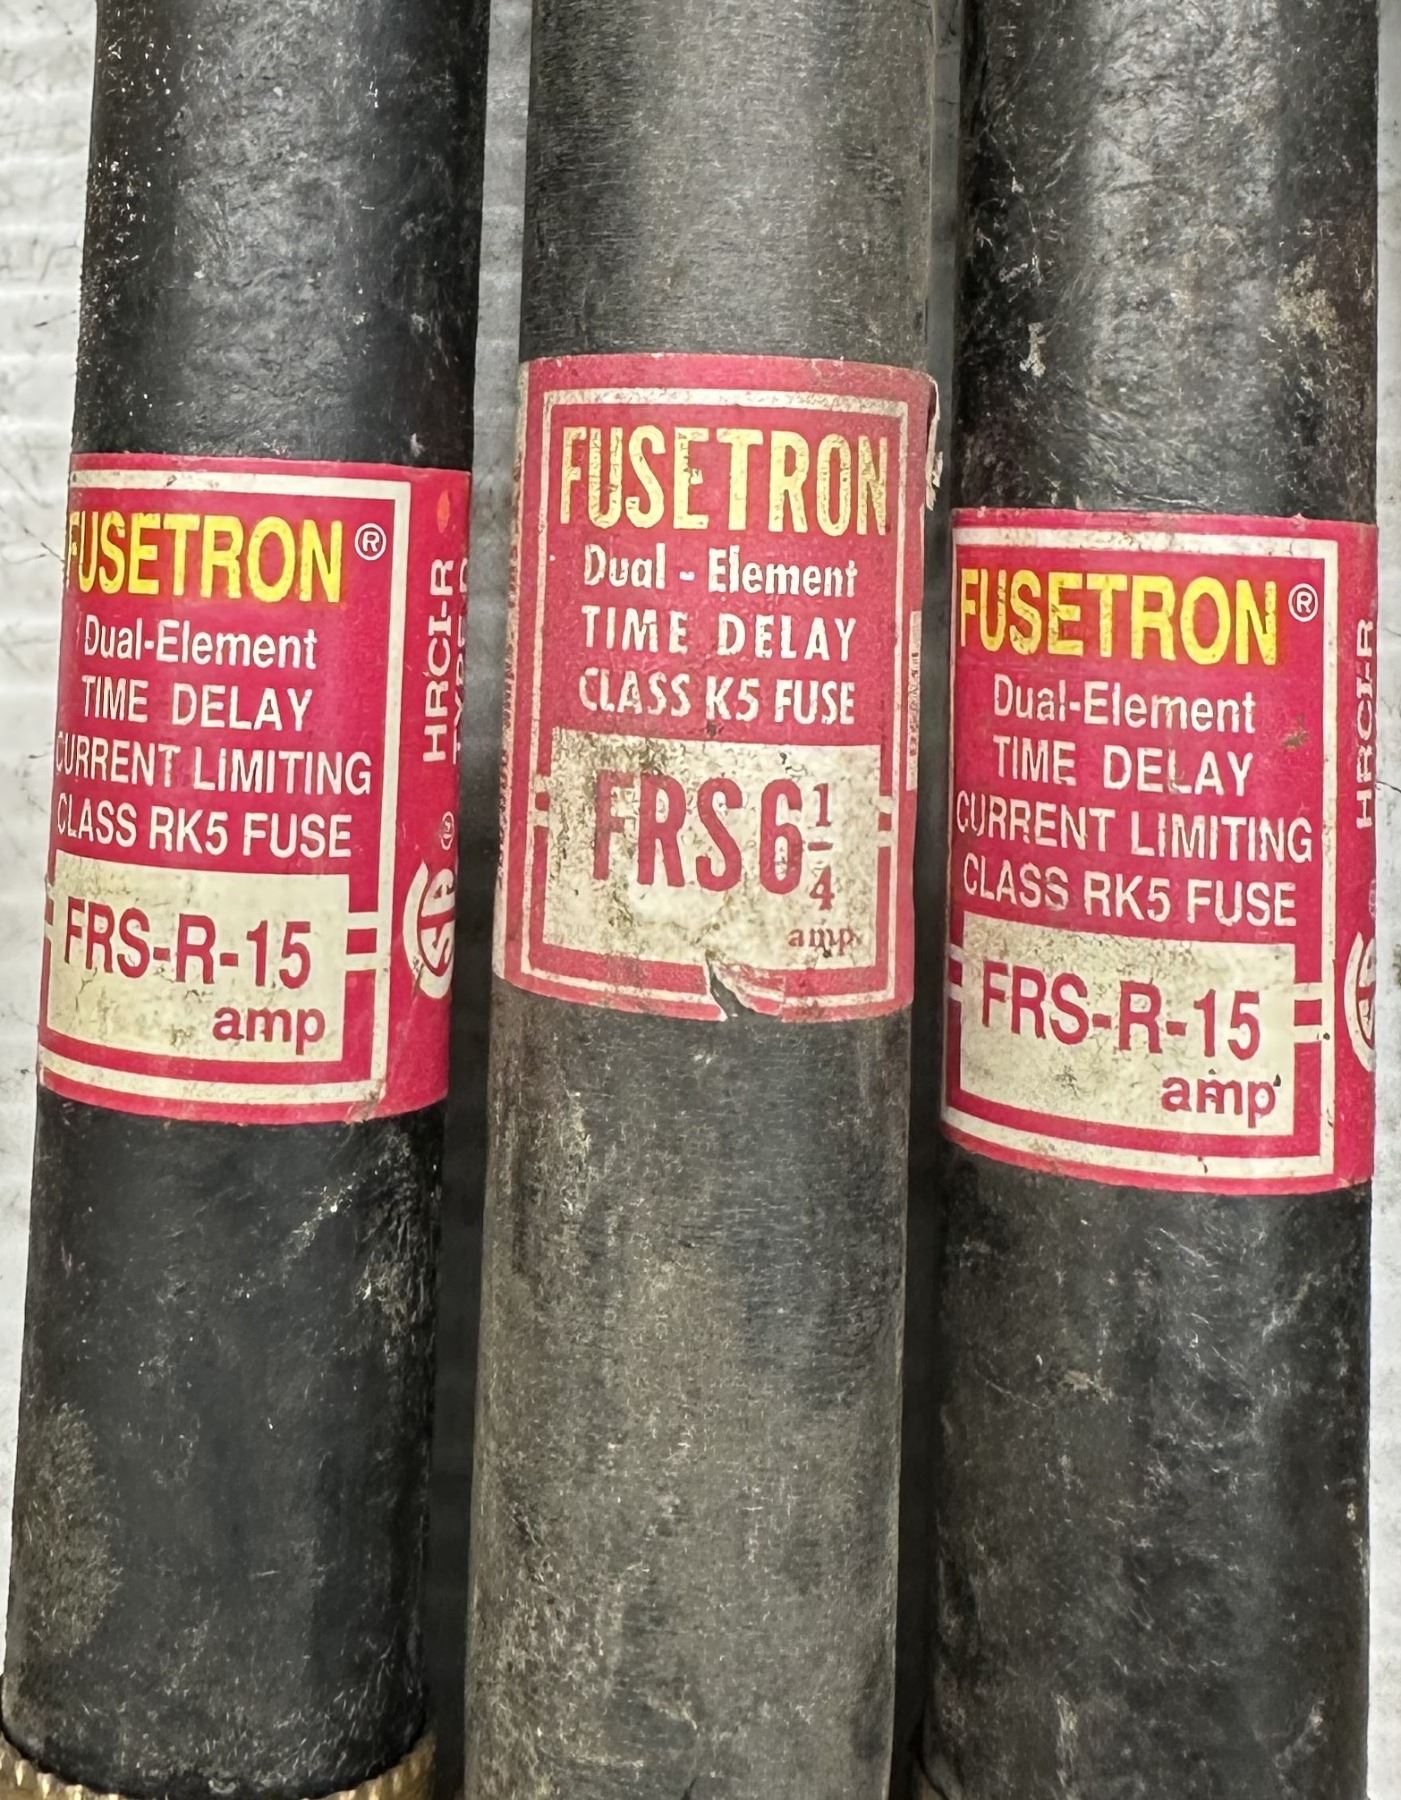 FUSETRON®
Dual-Element
TIME DELAY
CURRENT LIMITING
CLASS RK5 FUSE
FRS-R-15
amp
HRCI-R
FUSETRON
Dual - Element
TIME DELAY
CLASS K5 FUSE
FRS 6 1/4
amp.
FUSETRON®
Dual-Element
TIME DELAY
CURRENT LIMITING
CLASS RK5 FUSE
FRS-R-15
amp
HRCI-R